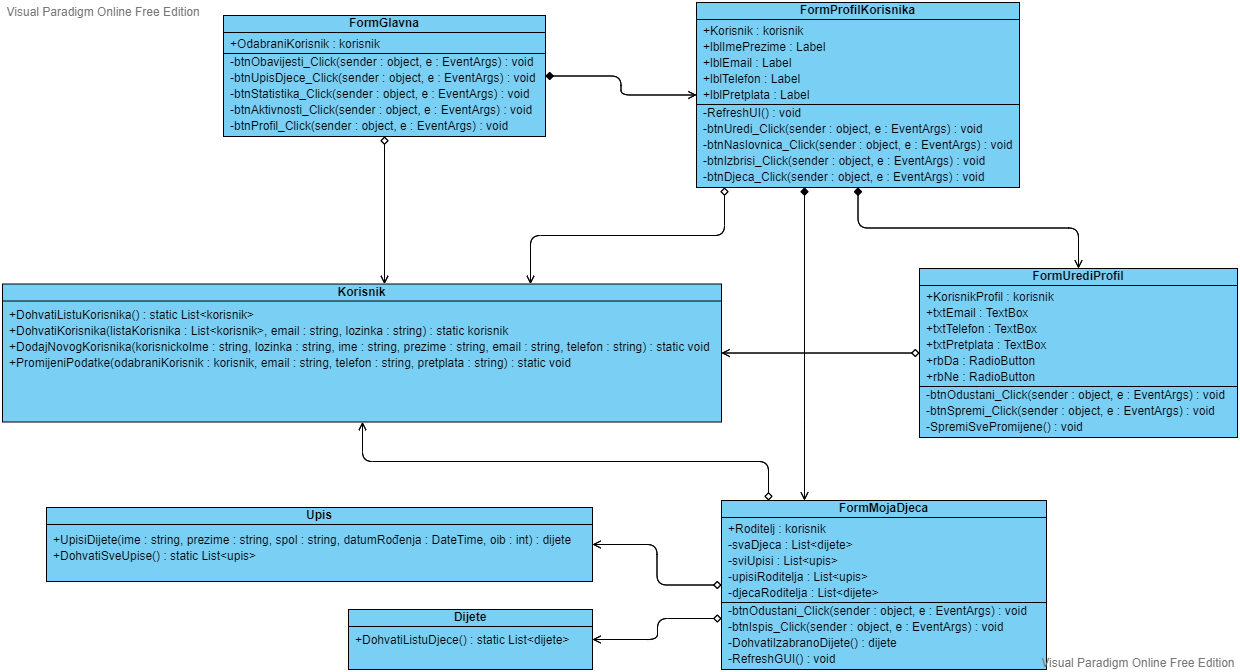 Visual Paradigm Online Free Edition
FormGlavna
+OdabraniKorisnik : korisnik
-btnObavijesti_Click(sender : object, e : EventArgs) : void
-btnUpisDjece_Click(sender : object, e : EventArgs) : void
-btnStatistika_Click(sender : object, e : EventArgs) : void
-btnAktivnosti_Click(sender : object, e : EventArgs) : void
-btnProfil_Click(sender : object, e : EventArgs) : void
FormProfilKorisnika
+Korisnik : korisnik
+lblImePrezime : Label
+lblEmail : Label
+lblTelefon : Label
+lblPretplata : Label
-RefreshUI() : void
-btnUredi_Click(sender : object, e : EventArgs) : void
-btnNaslovnica_Click(sender : object, e : EventArgs) : void
-btnIzbrisi_Click(sender : object, e : EventArgs) : void
-btnDjeca_Click(sender : object, e : EventArgs) : void
Korisnik
+DohvatiListuKorisnika() : static List<korisnik>
+DohvatiKorisnika(listaKorisnika : List<korisnik>, email : string, lozinka : string) : static korisnik
+DodajNovogKorisnika(korisnickoIme : string, lozinka : string, ime : string, prezime : string, email : string, telefon : string) : static void
+PromijeniPodatke(odabraniKorisnik : korisnik, email : string, telefon : string, pretplata : string) : static void
FormUrediProfil
+KorisnikProfil : korisnik
+txtEmail : TextBox
+txtTelefon : TextBox
+txtPretplata : TextBox
+rbDa : RadioButton
+rbNe : RadioButton
-btnOdustani_Click(sender : object, e : EventArgs) : void
-btnSpremi_Click(sender : object, e : EventArgs) : void
-SpremiSvePromijene() : void
Upis
+UpisiDijete(ime : string, prezime : string, spol : string, datumRođenja : DateTime, oib : int) : dijete
+DohvatiSveUpise() : static List<upis>
Dijete
+DohvatiListuDjece() : static List<dijete>
FormMojaDjeca
+Roditelj : korisnik
-svaDjeca : List<dijete>
-sviUpisi : List<upis>
-upisiRoditelja : List<upis>
-djecaRoditelja : List<dijete>
-btnOdustani_Click(sender : object, e : EventArgs) : void
-btnIspis_Click(sender : object, e : EventArgs) : void
-DohvatiIzabranoDijete() : dijete
-RefreshGUI() : void
Visual Paradigm Online Free Edition